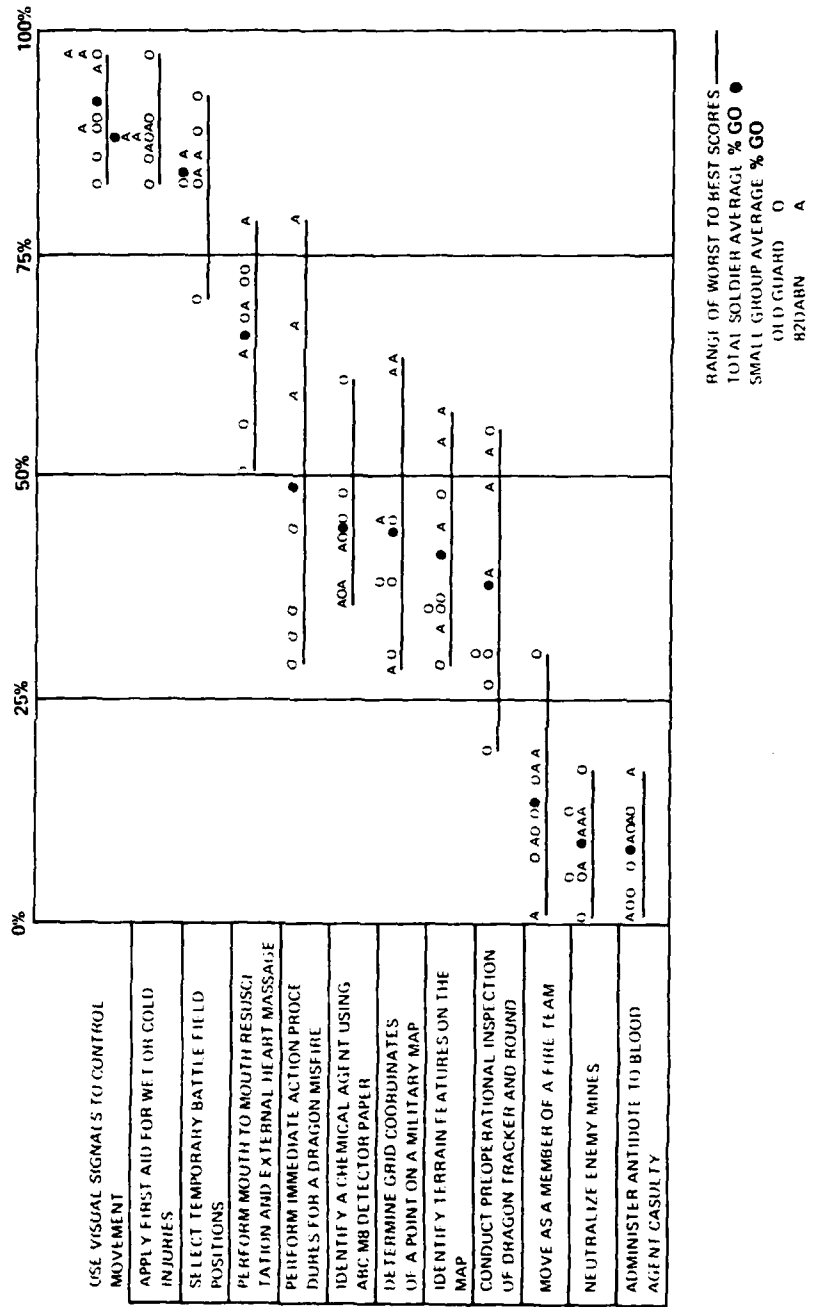 0% 25% 50% 75% 100%
USE VISUAL SIGNALS TO CONTROL
MOVEMENT
APPLY FIRST AID FOR WET OR COLD
INJURIES
SELECT TEMPORARY BATTLE FIELD
POSITIONS
PERFORM MOUTH TO MOUTH RESUSCI
TATION AND EXTERNAL HEART MASSAGE
PERFORM IMMEDIATE ACTION PROCE
DURES FOR A DRAGON MISFIRE
IDENTIFY A CHEMICAL AGENT USING
ABC M8 DETECTOR PAPER
DETERMINE GRID COORDINATES
OF A POINT ON A MILITARY MAP
IDENTIFY TERRAIN FEATURES ON THE
MAP
CONDUCT PREOPERATIONAL INSPECTION
OF DRAGON TRACKER AND ROUND
MOVE AS A MEMBER OF A FIRE TEAM
NEUTRALIZE ENEMY MINES
ADMINISTER ANTIDOTE TO BLOOD
AGENT CASULTY
RANGE OF WORST TO BEST SCORES
TOTAL SOLDIER AVERAGE % GO
SMALL GROUP AVERAGE % GO
OLD GUARD O
82DABN A